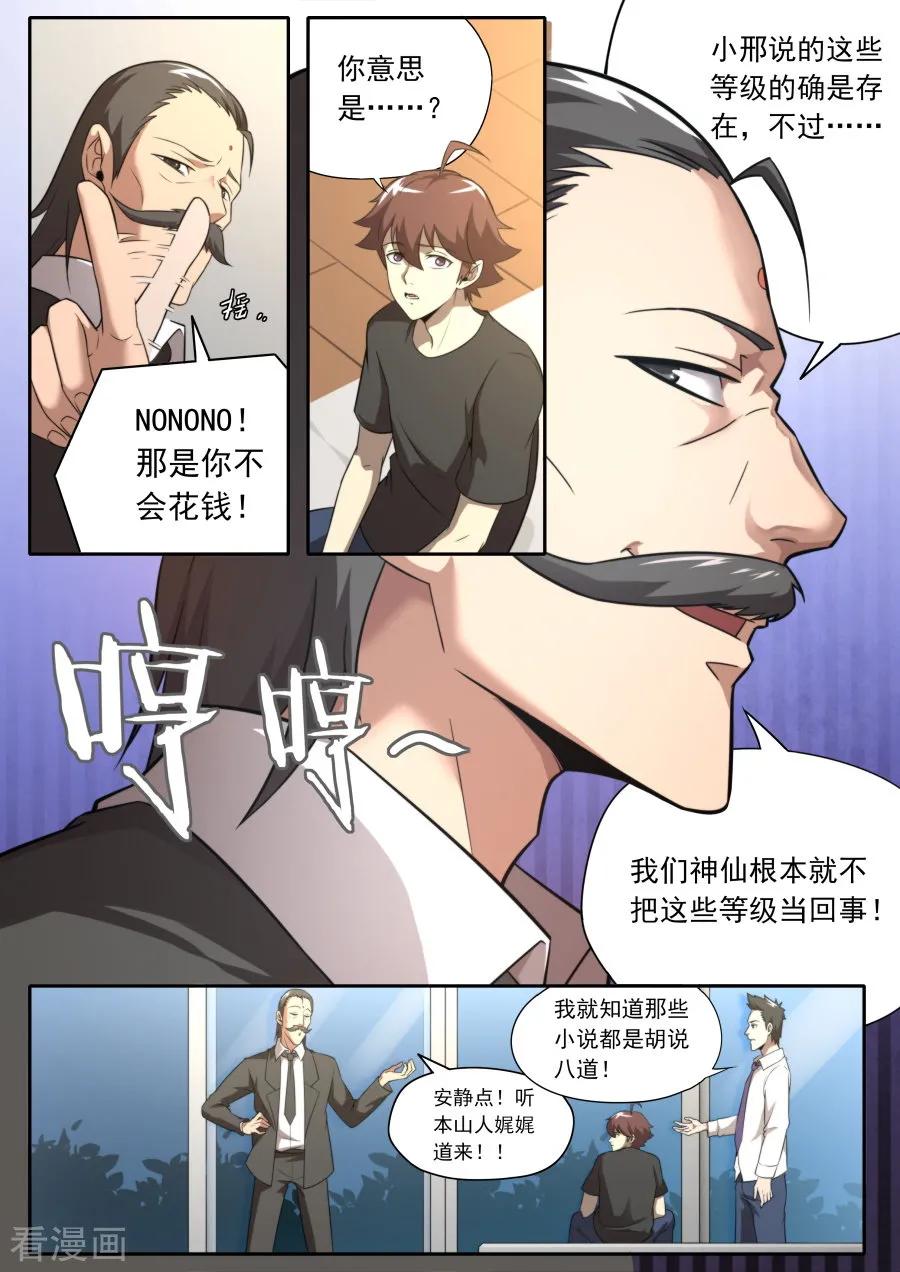 NONONO！
那是你不
会花钱！
摇
你意思
是……？
小邢说的这些
等级的确是存
在，不过……
哼哼～
我们神仙根本就不
把这些等级当回事！
我就知道那些
小说都是胡说
八道！
安静点！听
本山人娓娓
道来！！
看漫画